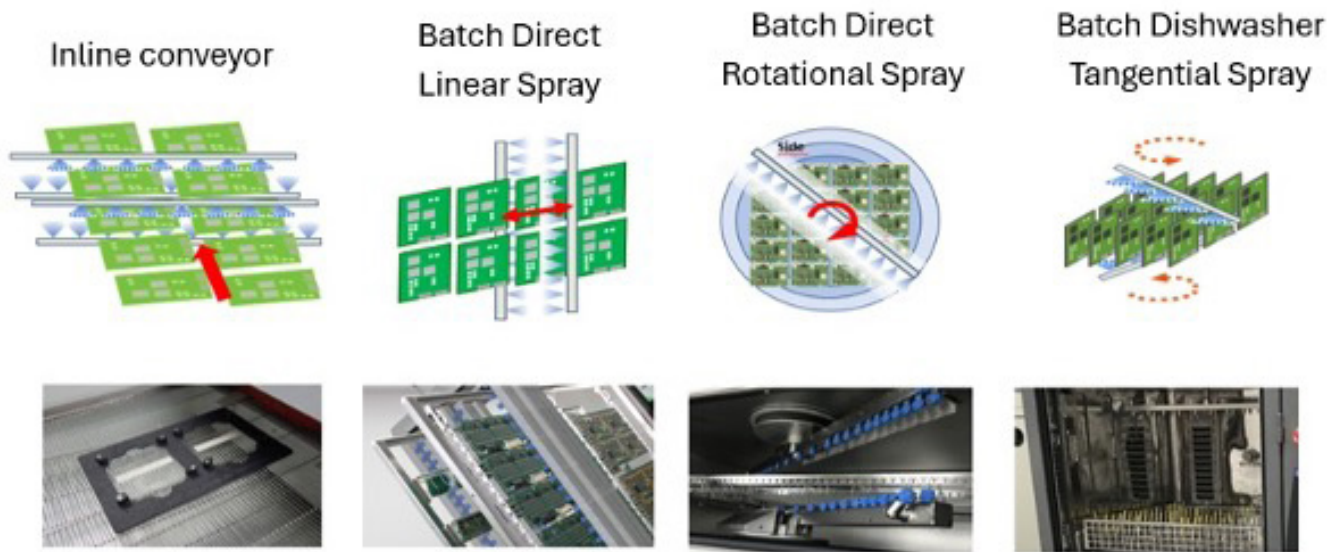 Inline conveyor
Batch Direct
Linear Spray
Batch Direct
Rotational Spray
Batch Dishwasher
Tangential Spray
Side